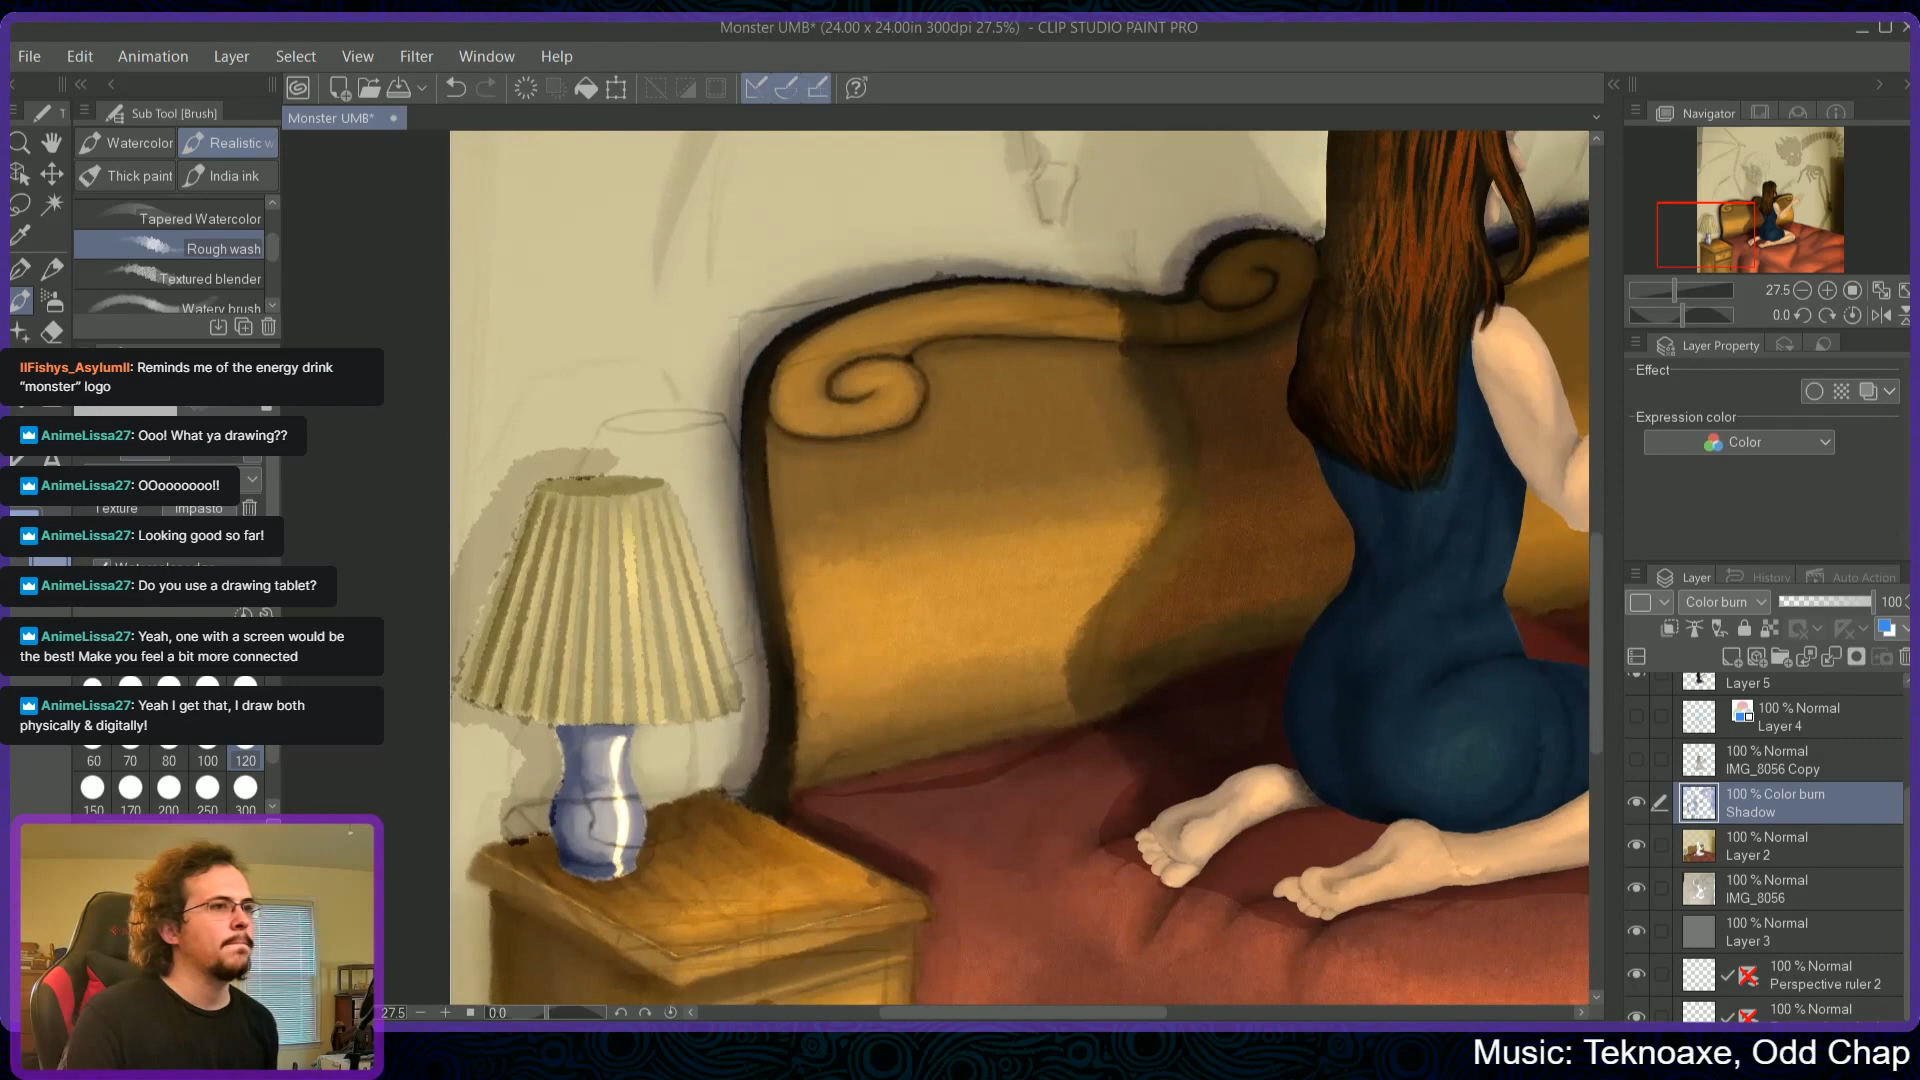 Monster UMB* (24.00 x 24.00in 300dpi 27.5%) - CLIP STUDIO PAINT PRO
File Edit Animation Layer Select View Filter Window Help
Sub Tool [Brush]
Monster UMB*
Navigator
Watercolor
Realistic w
Thick paint
India ink
Tapered Watercolor
Rough wash
Textured blender
Watery brush
27.5
0.0
Layer Property
Effect
Expression color
Color
IIFishys_AsylumII: Reminds me of the energy drink
“monster” logo
AnimeLissa27: Ooo! What ya drawing??
AnimeLissa27: OOooooooo!!
Texture Impasto
AnimeLissa27: Looking good so far!
AnimeLissa27: Do you use a drawing tablet?
AnimeLissa27: Yeah, one with a screen would be
the best! Make you feel a bit more connected
AnimeLissa27: Yeah I get that, I draw both
physically & digitally!
60 70 80 100 120
150 170 200 250 300
Layer History Auto Action
Color burn 100
Layer 5
100 % Normal
Layer 4
100 % Normal
IMG_8056 Copy
100 % Color burn
Shadow
100 % Normal
Layer 2
100 % Normal
IMG_8056
100 % Normal
Layer 3
100 % Normal
Perspective ruler 2
100 % Normal
27.5 0.0
Music: Teknoaxe, Odd Chap